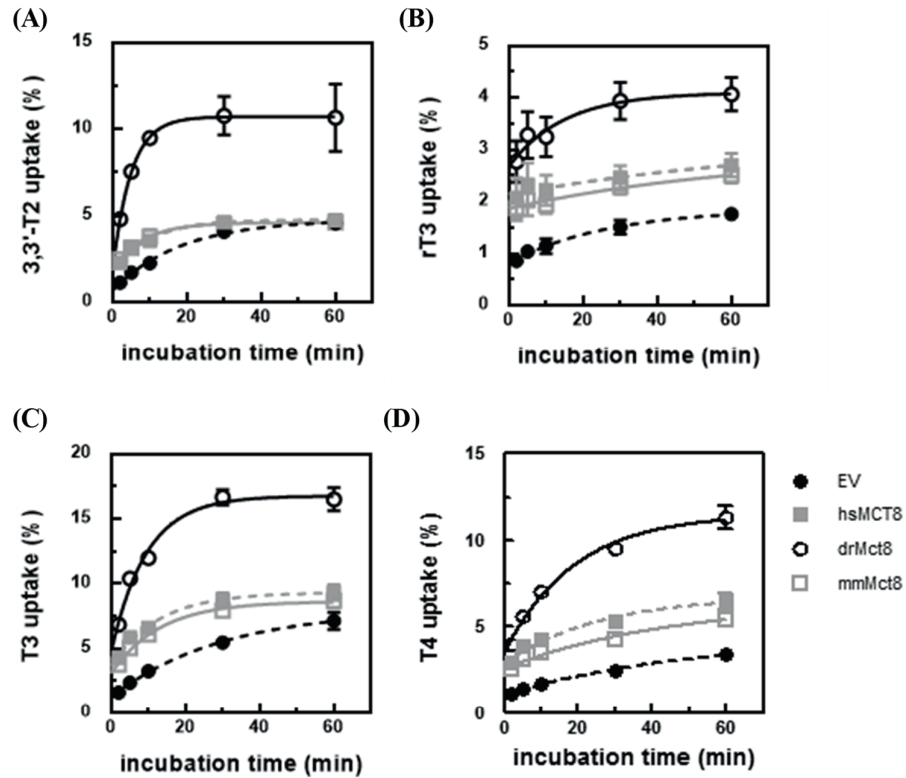 (A)
15
10
5
0
0 20 40 60
3,3'-T2 uptake (%)
incubation time (min)
(B)
5
4
3
2
1
0
0 20 40 60
rT3 uptake (%)
incubation time (min)
(C)
20
15
10
5
0
0 20 40 60
T3 uptake (%)
incubation time (min)
(D)
15
10
5
0
0 20 40 60
T4 uptake (%)
incubation time (min)
EV
hsMCT8
drMct8
mmMct8